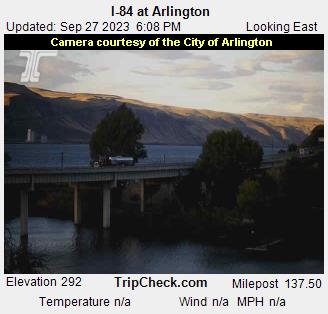 I-84 at Arlington
Updated: Sep 27 2023 6:08 PM Looking East
Camera courtesy of the City of Arlington
Elevation 292 TripCheck.com Milepost 137.50
Temperature n/a Wind n/a MPH n/a